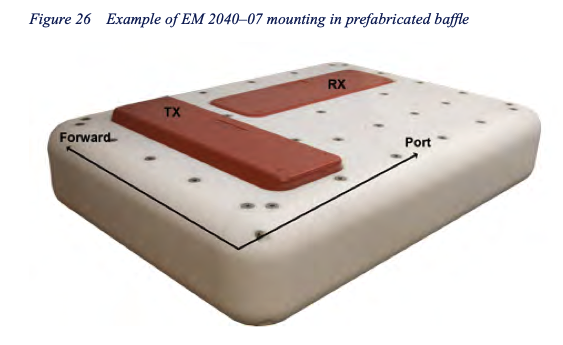 Figure 26 Example of EM 2040–07 mounting in prefabricated baffle
RX
TX
Forward
Port